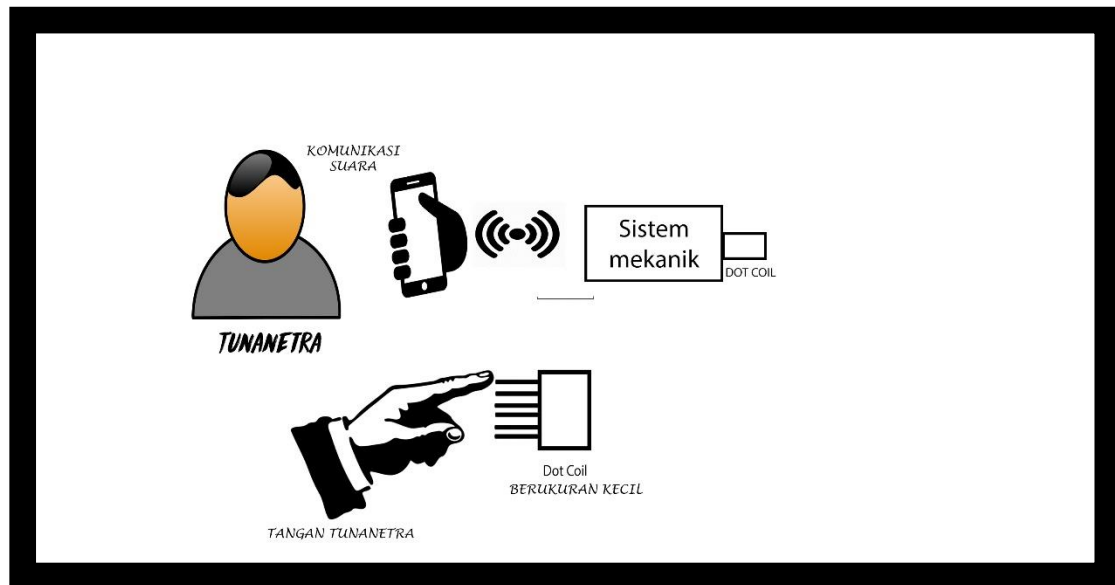 KOMUNIKASI
SUARA
Sistem
mekanik
DOT COIL
TUNANETRA
Dot Coil
BERUKURAN KECIL
TANGAN TUNANETRA